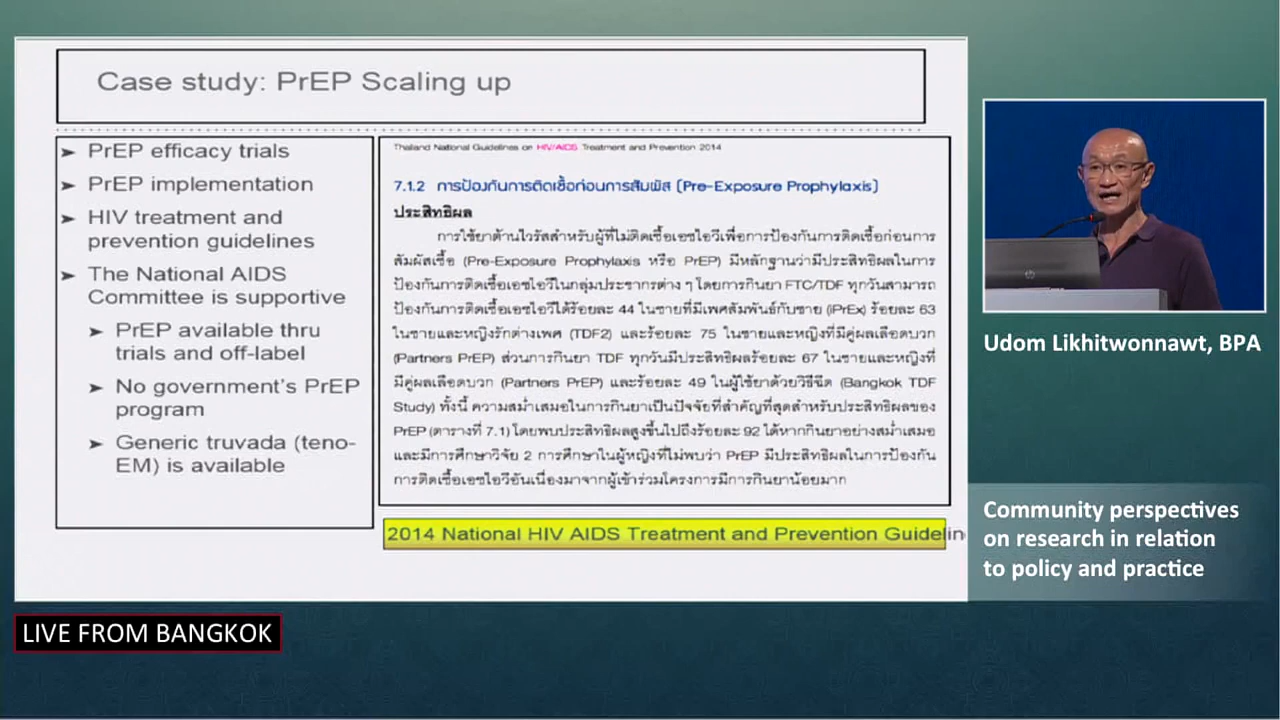 Case study: PrEP Scaling up
➤ PrEP efficacy trials
➤ PrEP implementation
➤ HIV treatment and
prevention guidelines
➤ The National AIDS
Committee is supportive
➤ PrEP available thru
trials and off-label
➤ No government's PrEP
program
➤ Generic truvada (teno-
EM) is available
Thailand National Guidelines on HIV/AIDS Treatment and Prevention 2014
7.1.2 การป้องกันการติดเชื้อก่อนการสัมผัส (Pre-Exposure Prophylaxis)
ประสิทธิผล
การใช้ยาต้านไวรัสสำหรับผู้ที่ไม่ติดเชื้อเอชไอวีเพื่อการป้องกันการติดเชื้อก่อนการ
สัมผัสเชื้อ (Pre-Exposure Prophylaxis หรือ PrEP) มีหลักฐานว่ามีประสิทธิผลในการ
ป้องกันการติดเชื้อเอชไอวีในกลุ่มประชากรต่าง ๆ โดยการกินยา FTC/TDF ทุกวันสามารถ
ป้องกันการติดเชื้อเอชไอวีได้ร้อยละ 44 ในชายที่มีเพศสัมพันธ์กับชาย (iPrEx) ร้อยละ 63
ในชายและหญิงรักต่างเพศ (TDF2) และร้อยละ 75 ในชายและหญิงที่มีคู่ผลเลือดบวก
(Partners PrEP) ส่วนการกินยา TDF ทุกวันมีประสิทธิผลร้อยละ 67 ในชายและหญิงที่
มีคู่ผลเลือดบวก (Partners PrEP) และร้อยละ 49 ในผู้ใช้ยาด้วยวิธีฉีด (Bangkok TDF
Study) ทั้งนี้ ความสม่ำเสมอในการกินยาเป็นปัจจัยที่สำคัญที่สุดสำหรับประสิทธิผลของ
PrEP (ตารางที่ 7.1) โดยพบประสิทธิผลสูงขึ้นไปถึงร้อยละ 92 ได้หากกินยาอย่างสม่ำเสมอ
และมีการศึกษาวิจัย 2 การศึกษาในผู้หญิงที่ไม่พบว่า PrEP มีประสิทธิผลในการป้องกัน
การติดเชื้อเอชไอวีอันเนื่องมาจากผู้เข้าร่วมโครงการมีการกินยาน้อยมาก
2014 National HIV AIDS Treatment and Prevention Guidelin
Udom Likhitwonnawt, BPA
Community perspectives
on research in relation
to policy and practice
LIVE FROM BANGKOK